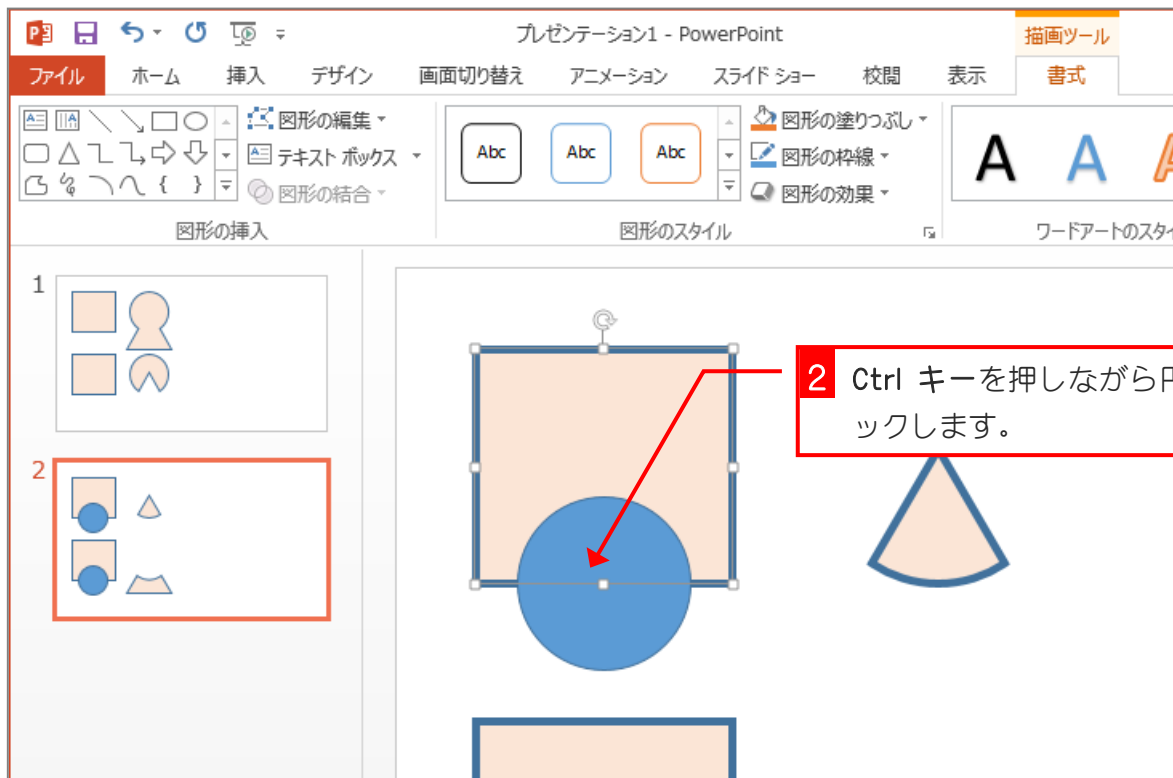 プレゼンテーション1 - PowerPoint
描画ツール
ファイル ホーム 挿入 デザイン 画面切り替え アニメーション スライド ショー 校閲 表示 書式
図形の編集
テキスト ボックス
図形の結合
Abc Abc Abc
図形の塗りつぶし
図形の枠線
図形の効果
A A A
図形の挿入 図形のスタイル ワードアートのスタイ
1
2 Ctrl キーを押しながら円
ックします。
2